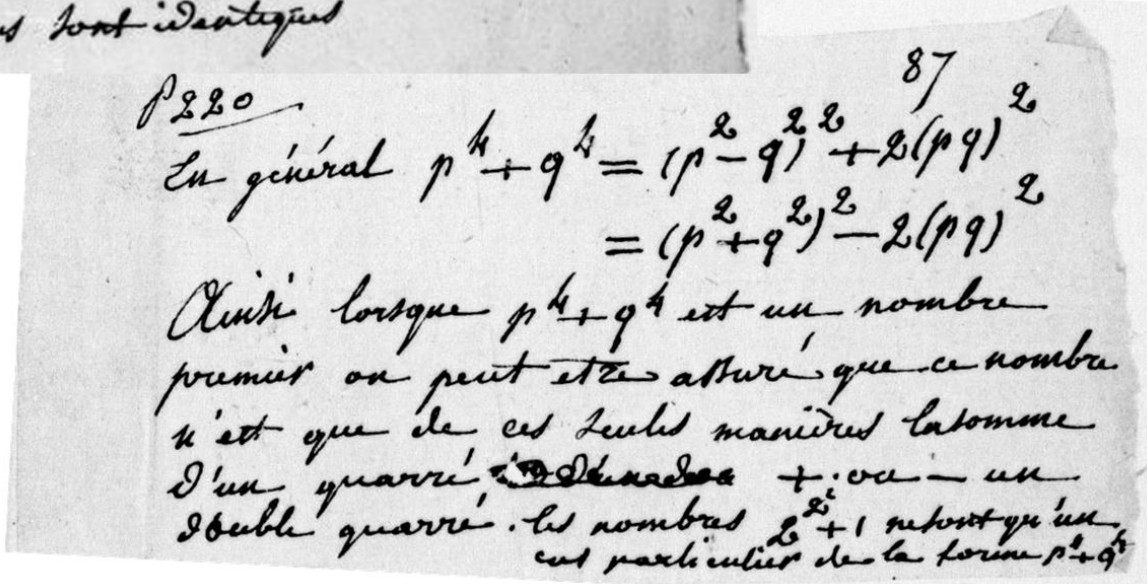 s sont identiques
87
P 220
En général p⁴ + q⁴ = (p² - q²)² + 2(pq)²
= (p² + q²)² - 2(pq)²
Ainsi lorsque p⁴ + q⁴ est un nombre
premier on peut etre assuré que ce nombre
n'est que de ces seules manières la somme
d'un quarré + ou - un
double quarré. les nombres 2^2^i + 1 ne sont qu'un
cas particulier de la forme p⁴ + q⁴